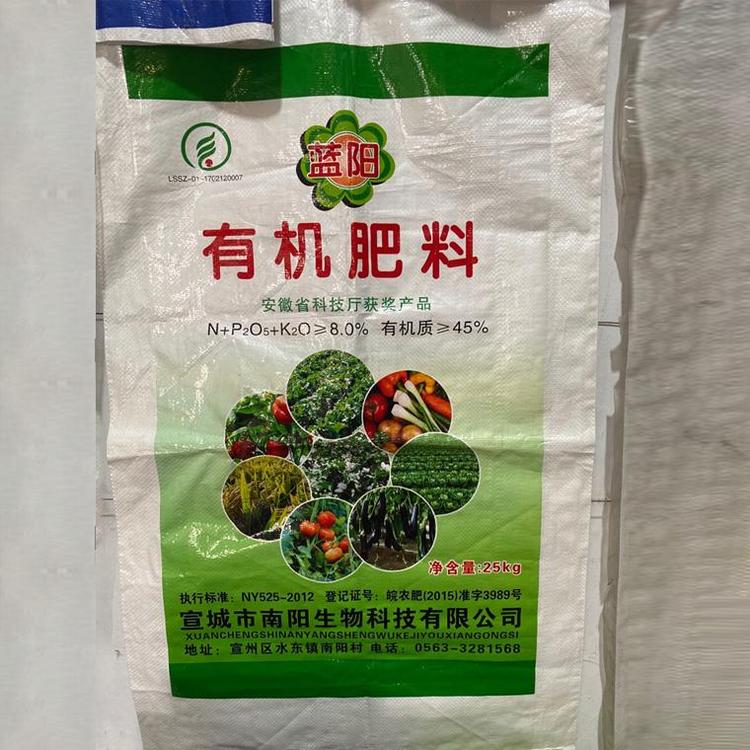 蓝阳
LSSZ-01-1702120007
有机肥料
安徽省科技厅获奖产品
N+P₂O₅+K₂O≥8.0% 有机质≥45%
净含量:25kg
执行标准：NY525-2012 登记证号：皖农肥(2015)准字3989号
宣城市南阳生物科技有限公司
XUANCHENGSHINANYANGSHENGWUKEJIYOUXIANGONGSI
地址：宣州区水东镇南阳村 电话：0563-3281568